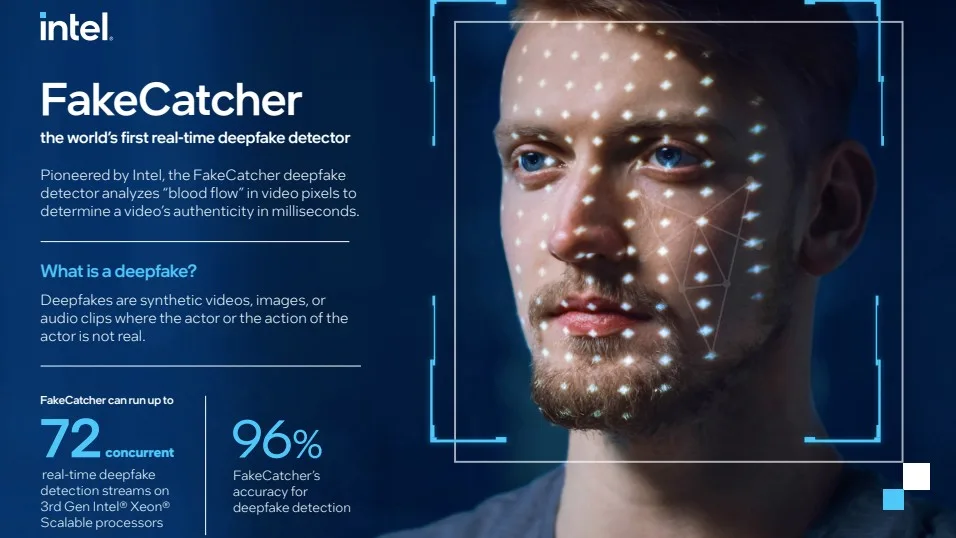 intel.
FakeCatcher
the world's first real-time deepfake detector
Pioneered by Intel, the FakeCatcher deepfake
detector analyzes “blood flow” in video pixels to
determine a video's authenticity in milliseconds.
What is a deepfake?
Deepfakes are synthetic videos, images, or
audio clips where the actor or the action of the
actor is not real.
FakeCatcher can run up to
72 concurrent
real-time deepfake
detection streams on
3rd Gen Intel® Xeon®
Scalable processors
96%
FakeCatcher's
accuracy for
deepfake detection